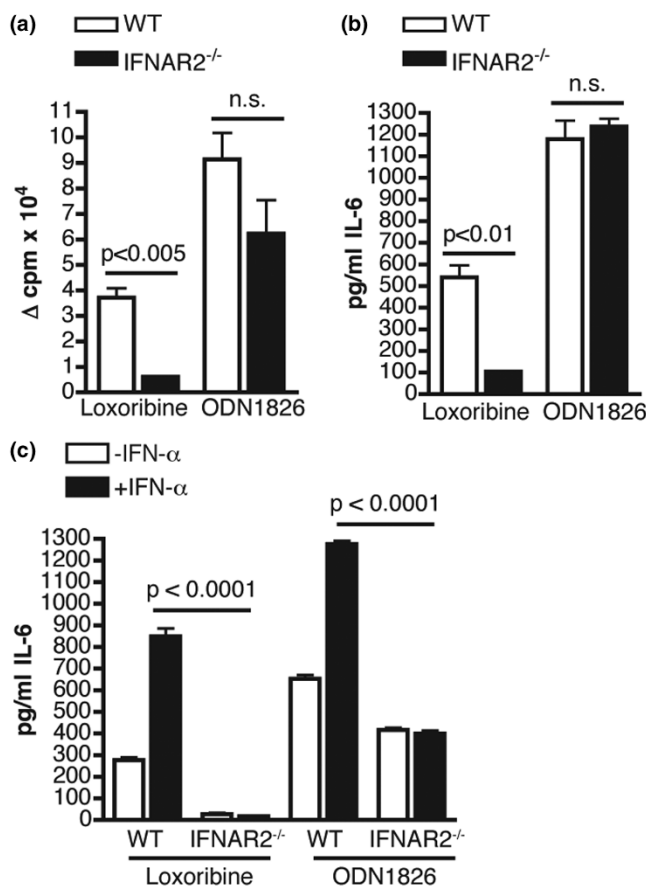 (a)
WT
IFNAR2-/-
11
10
9
8
7
6
5
4
3
2
1
0
Δ cpm x 10⁴
p<0.005
n.s.
Loxoribine ODN1826
(b)
WT
IFNAR2-/-
1300
1200
1100
1000
900
800
700
600
500
400
300
200
100
0
pg/ml IL-6
p<0.01
n.s.
Loxoribine ODN1826
(c)
-IFN-α
+IFN-α
1300
1200
1100
1000
900
800
700
600
500
400
300
200
100
0
pg/ml IL-6
p < 0.0001
p < 0.0001
WT IFNAR2-/- WT IFNAR2-/-
Loxoribine ODN1826